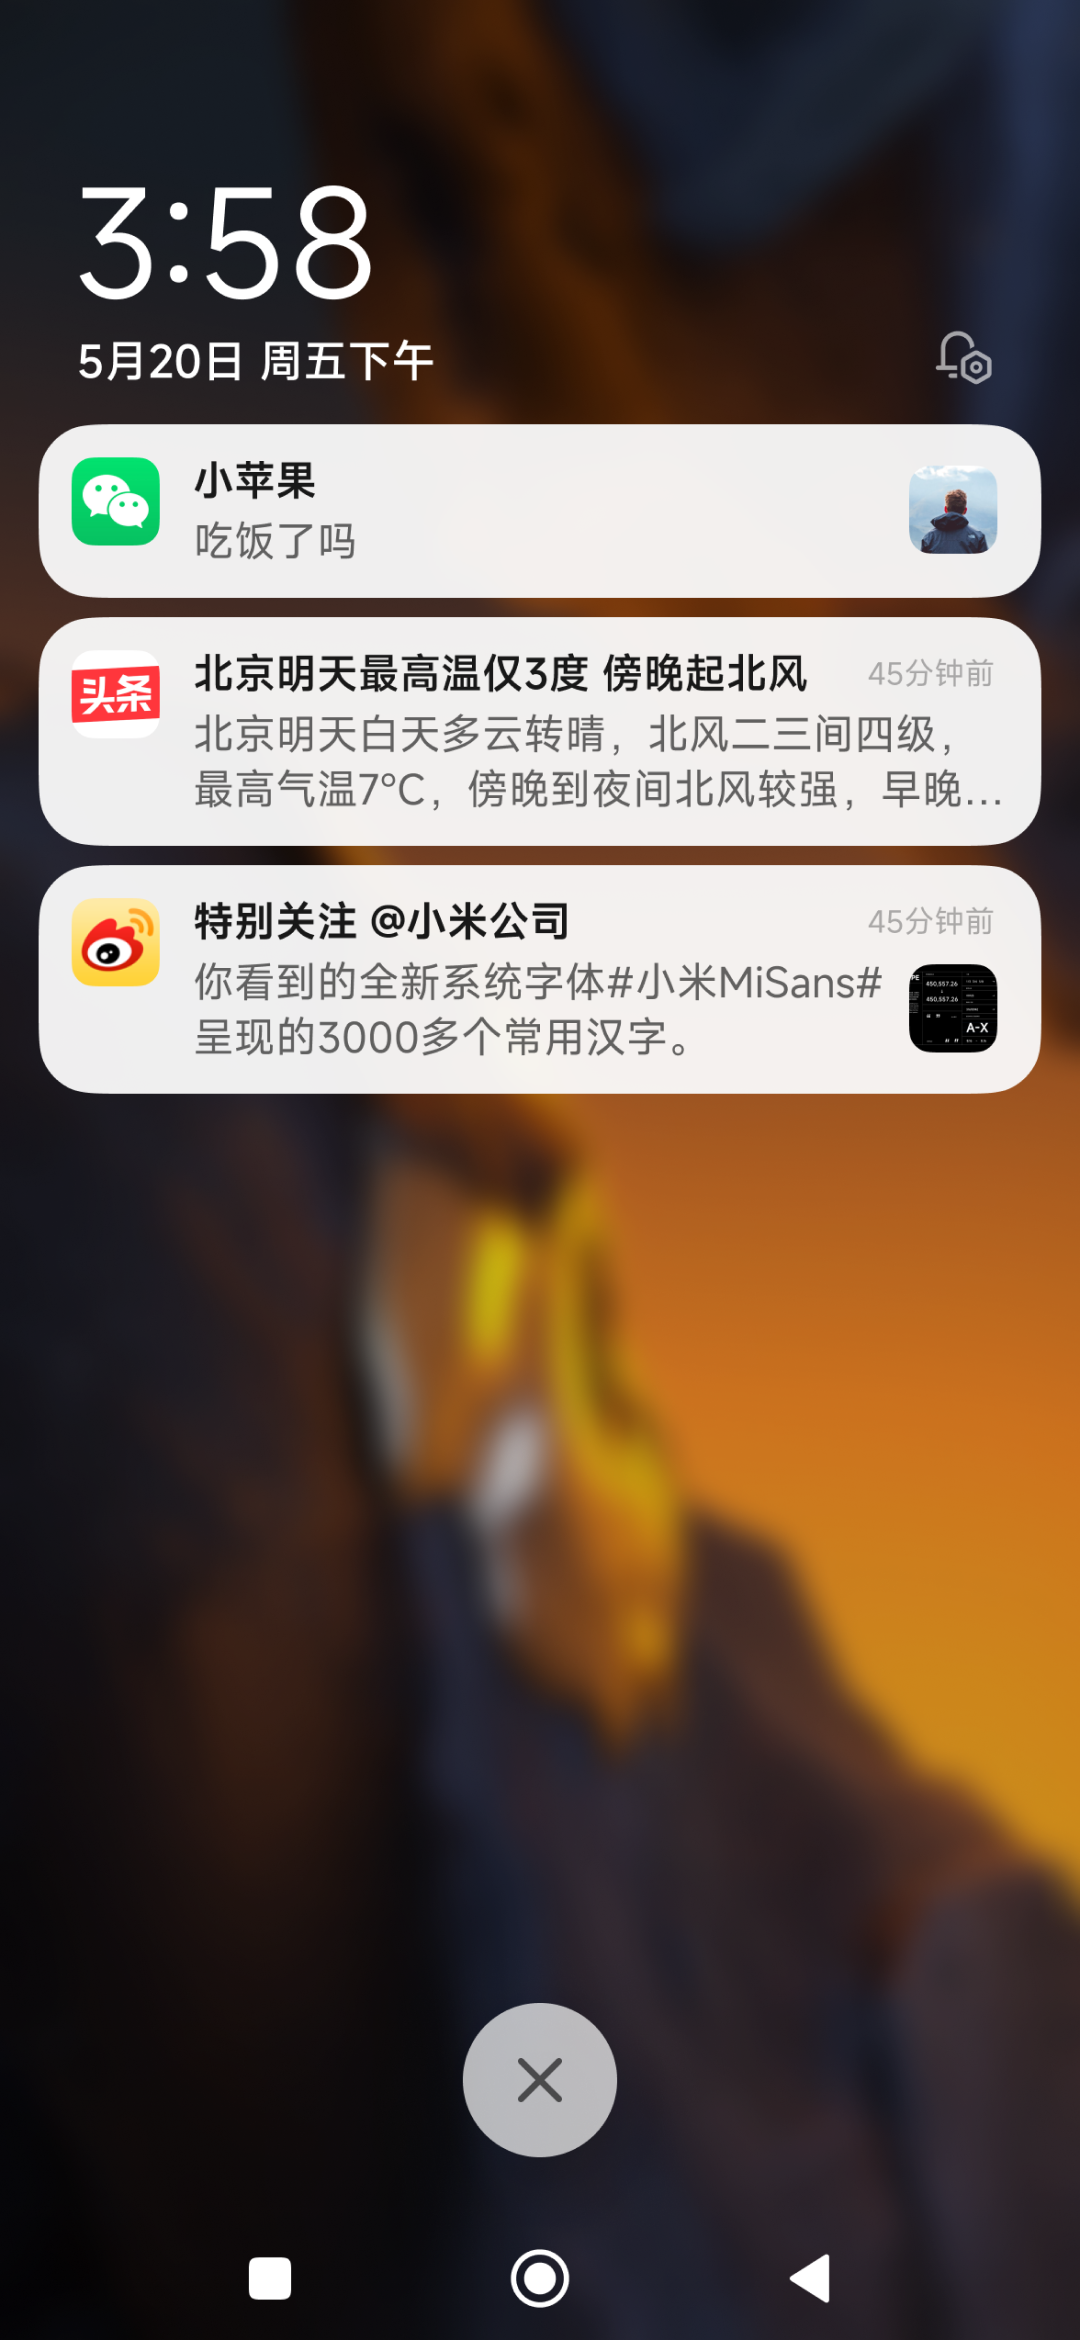 3:58
5月20日 周五下午
小苹果
吃饭了吗
头条
北京明天最高温仅3度 傍晚起北风
45分钟前
北京明天白天多云转晴，北风二三间四级，
最高气温7°C，傍晚到夜间北风较强，早晚...
特别关注 @小米公司
45分钟前
你看到的全新系统字体#小米MiSans#
呈现的3000多个常用汉字。
450,557.26
450,557.26
A-X